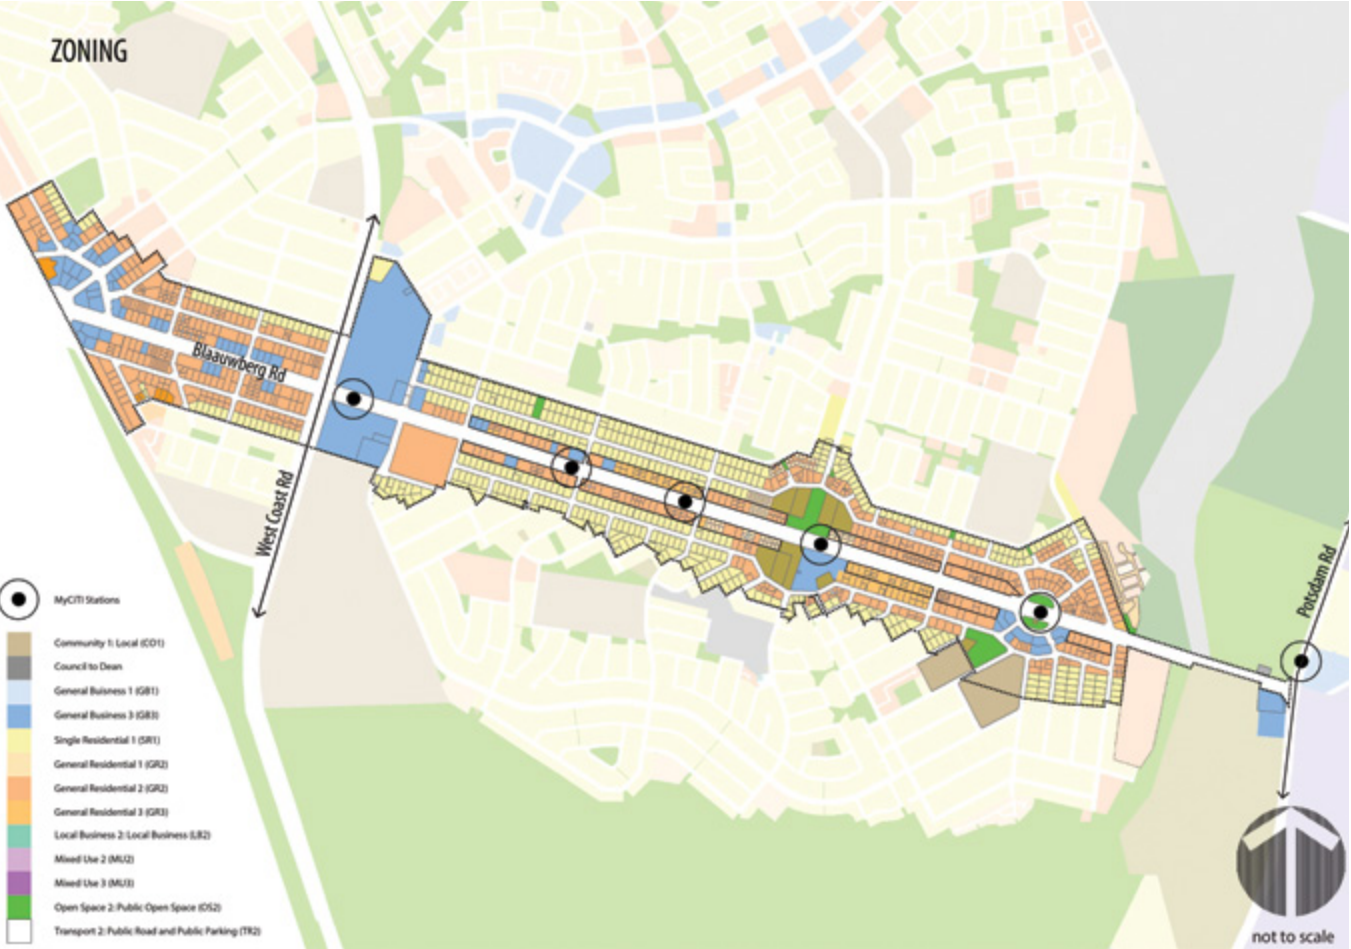 ZONING
Blaauwberg Rd
West Coast Rd
Potsdam Rd
MyCiTi Stations
Community 1: Local (CO1)
Council to Dean
General Buisness 1 (GB1)
General Business 3 (GB3)
Single Residential 1 (SR1)
General Residential 1 (GR2)
General Residential 2 (GR2)
General Residential 3 (GR3)
Local Business 2: Local Business (LB2)
Mixed Use 2 (MU2)
Mixed Use 3 (MU3)
Open Space 2: Public Open Space (OS2)
Transport 2: Public Road and Public Parking (TR2)
not to scale